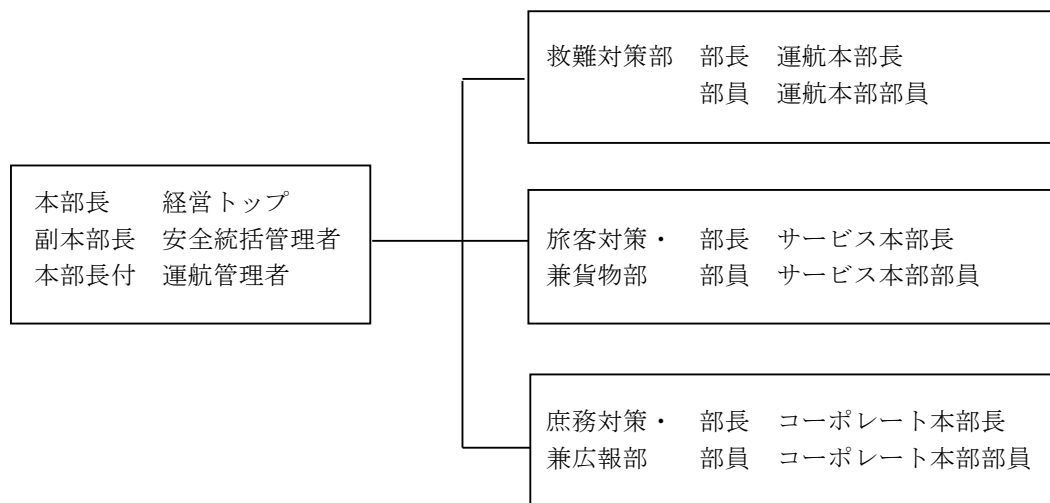 救難対策部 部長 運航本部長
部員 運航本部部員
本部長 経営トップ
副本部長 安全統括管理者
本部長付 運航管理者
旅客対策・ 部長 サービス本部長
兼貨物部 部員 サービス本部部員
庶務対策・ 部長 コーポレート本部長
兼広報部 部員 コーポレート本部部員